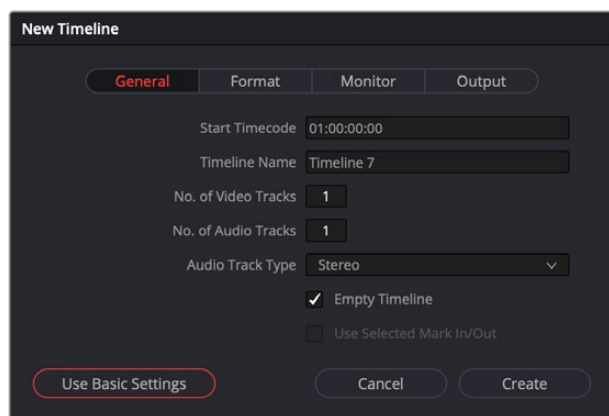 New Timeline
General Format Monitor Output
Start Timecode 01:00:00:00
Timeline Name Timeline 7
No. of Video Tracks 1
No. of Audio Tracks 1
Audio Track Type Stereo
Empty Timeline
Use Selected Mark In/Out
Use Basic Settings Cancel Create